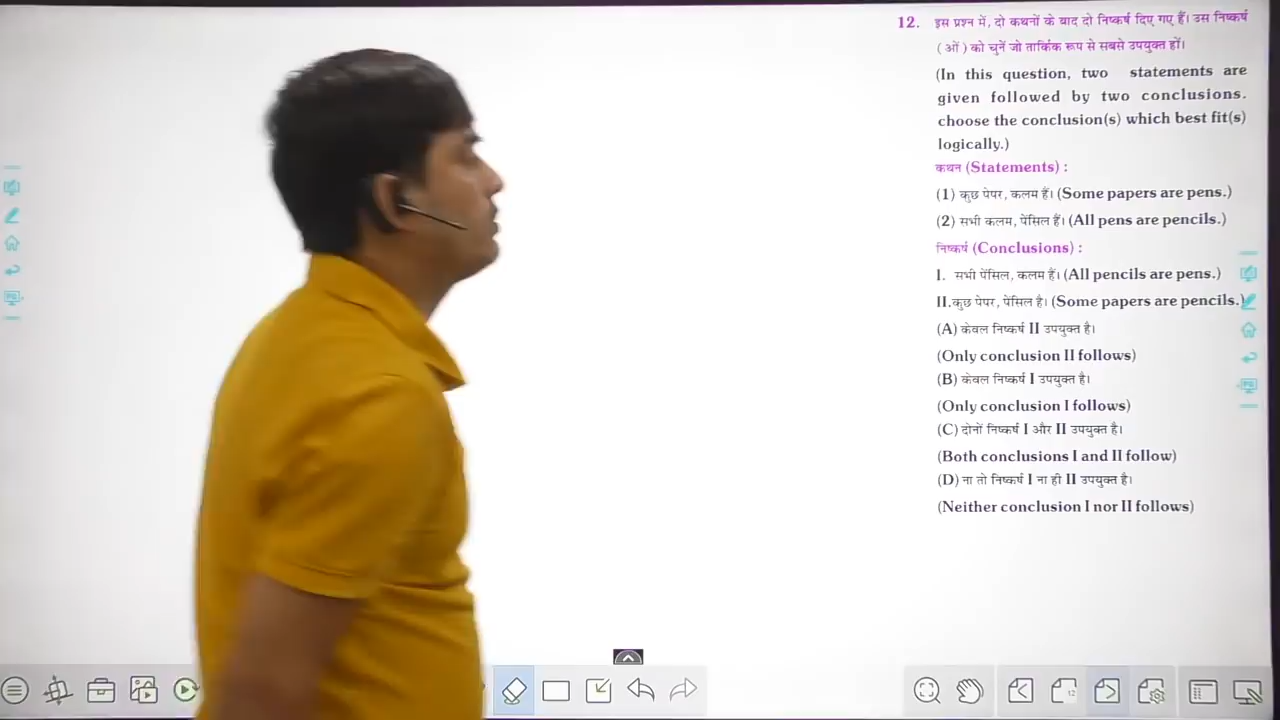 12. इस प्रश्न में, दो कथनों के बाद दो निष्कर्ष दिए गए हैं। उस निष्कर्ष
( ओं ) को चुनें जो तार्किक रूप से सबसे उपयुक्त हों।
(In this question, two statements are
given followed by two conclusions.
choose the conclusion(s) which best fit(s)
logically.)
कथन (Statements) :
(1) कुछ पेपर, कलम हैं। (Some papers are pens.)
(2) सभी कलम, पेंसिल हैं। (All pens are pencils.)
निष्कर्ष (Conclusions) :
I. सभी पेंसिल, कलम हैं। (All pencils are pens.)
II.कुछ पेपर, पेंसिल है। (Some papers are pencils.)
(A) केवल निष्कर्ष II उपयुक्त है।
(Only conclusion II follows)
(B) केवल निष्कर्ष I उपयुक्त है।
(Only conclusion I follows)
(C) दोनों निष्कर्ष I और II उपयुक्त है।
(Both conclusions I and II follow)
(D) ना तो निष्कर्ष I ना ही II उपयुक्त है।
(Neither conclusion I nor II follows)
12